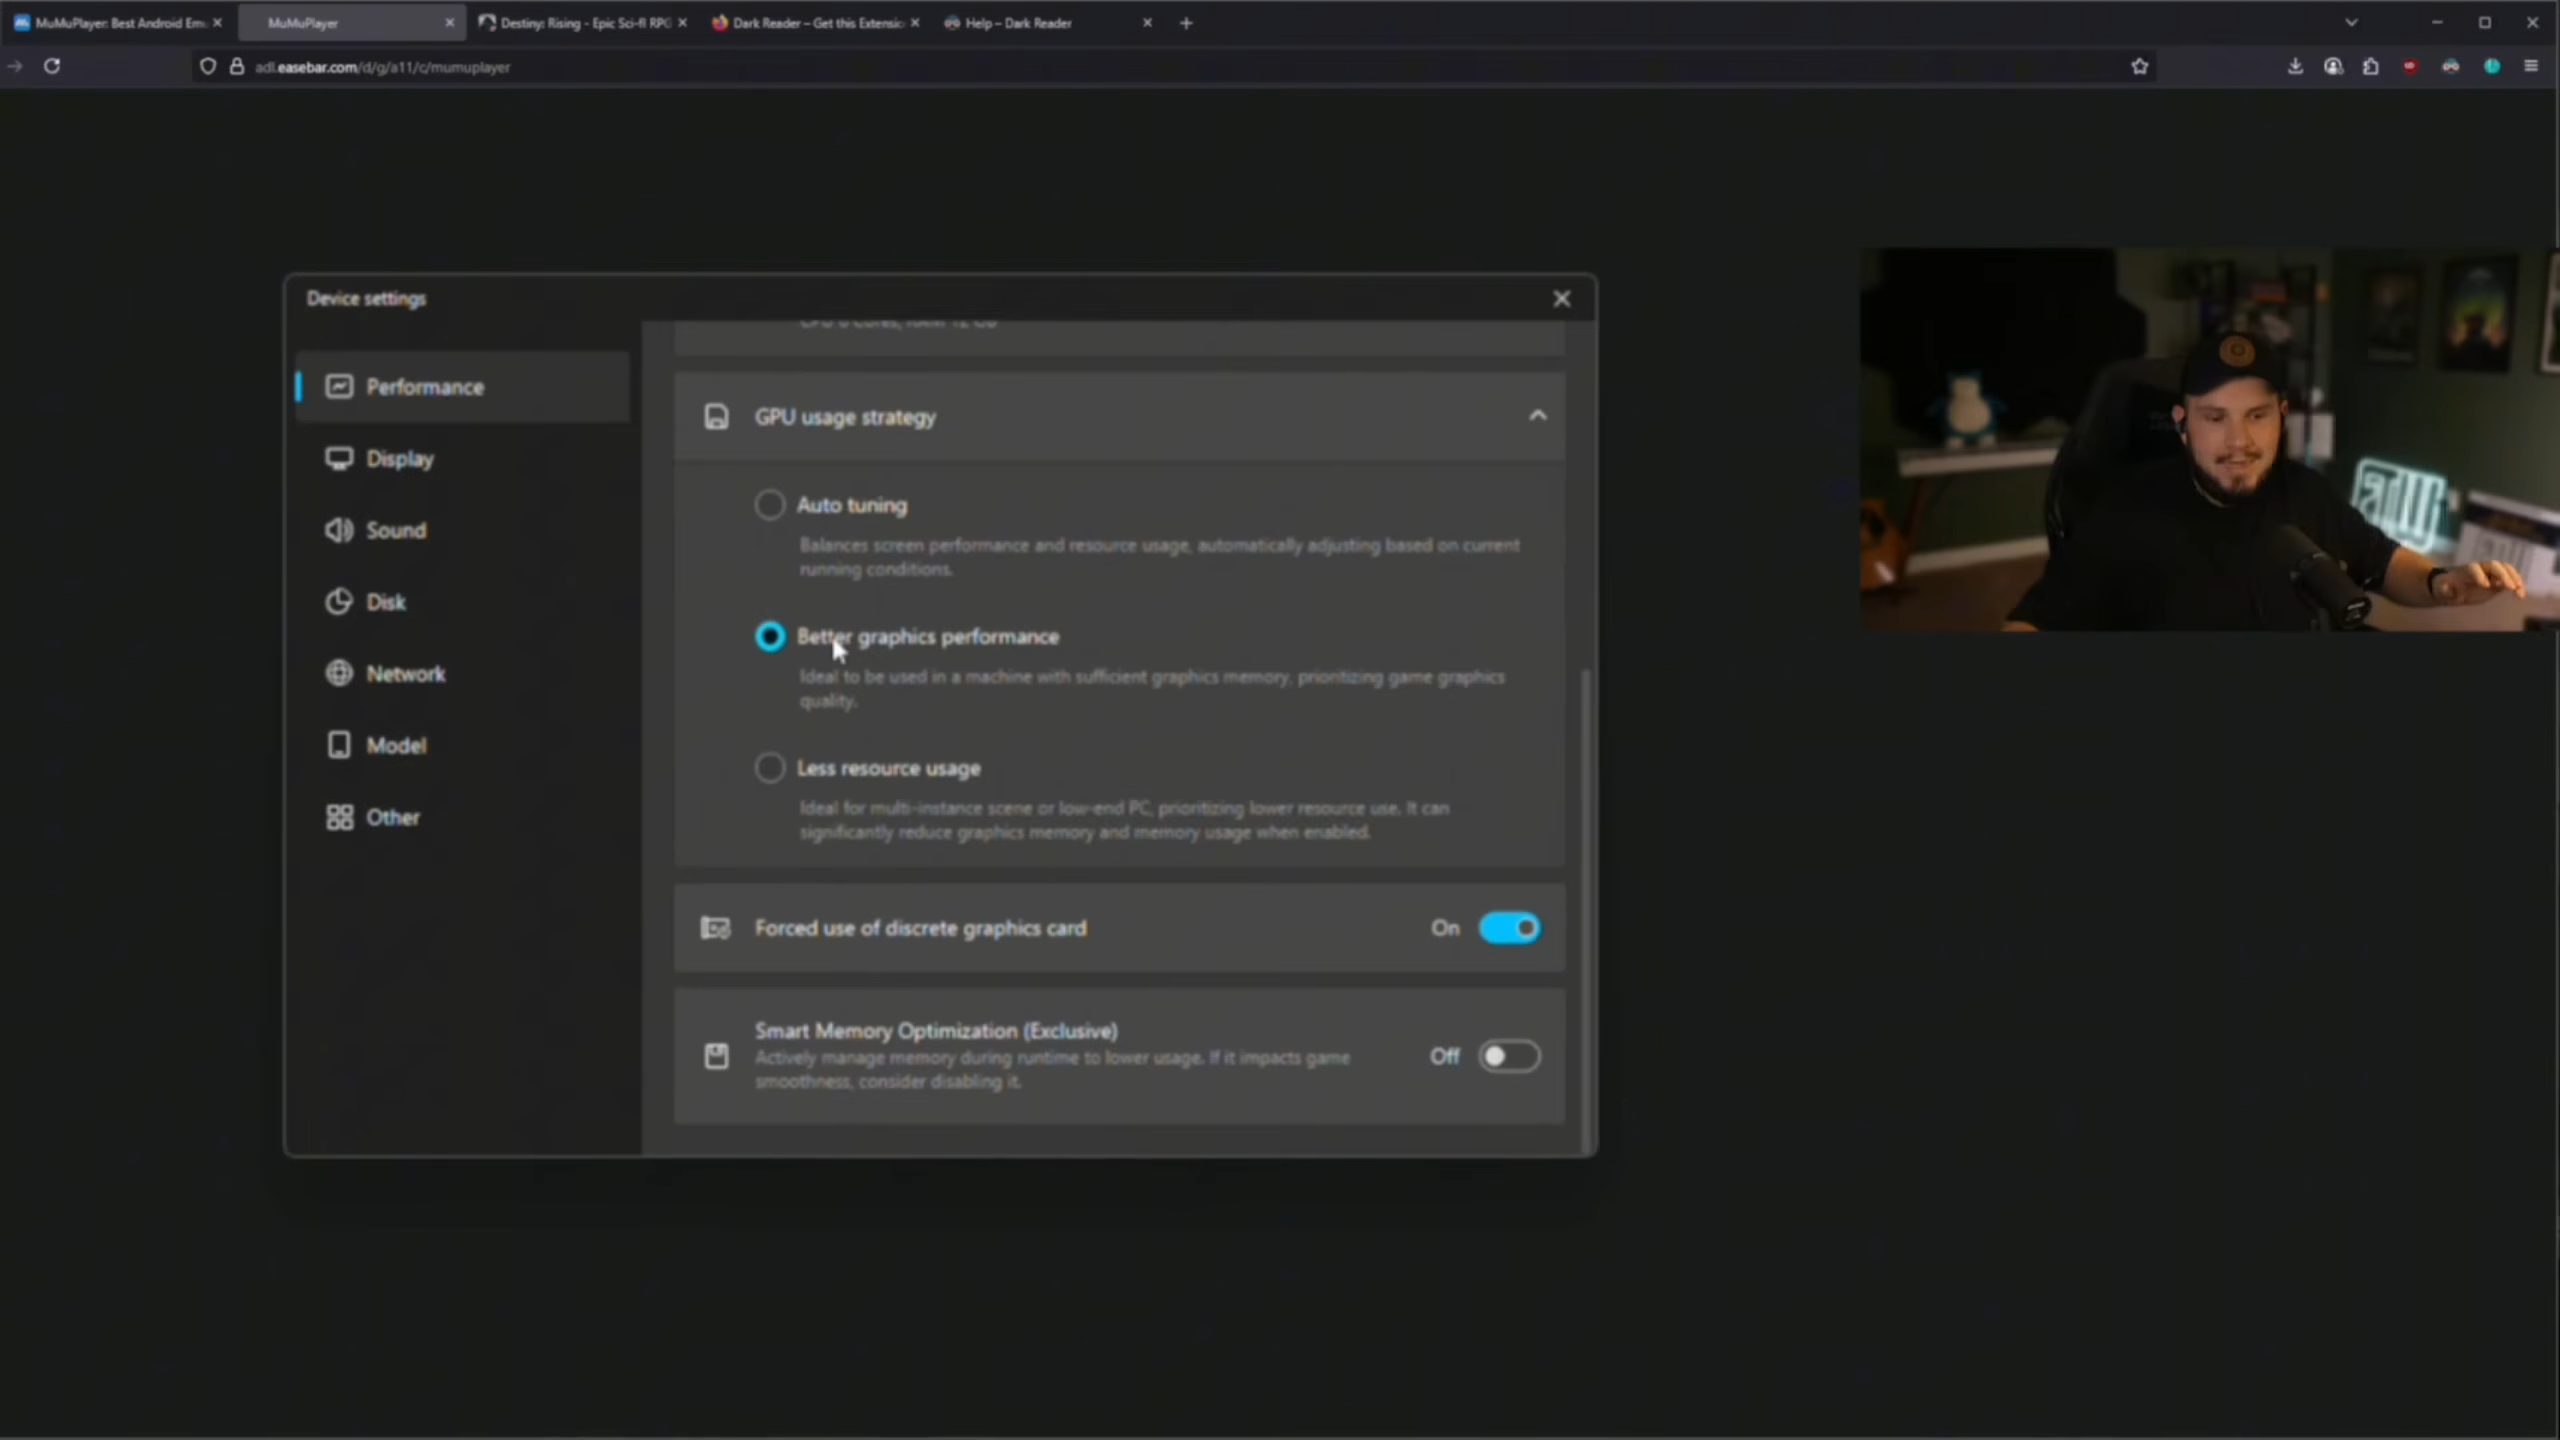 MuMuPlayer: Best Android Em
MuMuPlayer
Destiny: Rising - Epic Sci-fi RPG
Dark Reader – Get this Extensic
Help – Dark Reader
adl.easebar.com/d/g/a11/c/mumuplayer
Device settings
Performance
Display
Sound
Disk
Network
Model
Other
GPU usage strategy
Auto tuning
Balances screen performance and resource usage, automatically adjusting based on current
running conditions.
Better graphics performance
Ideal to be used in a machine with sufficient graphics memory, prioritizing game graphics
quality.
Less resource usage
Ideal for multi-instance scene or low-end PC, prioritizing lower resource use. It can
significantly reduce graphics memory and memory usage when enabled.
Forced use of discrete graphics card
On
Smart Memory Optimization (Exclusive)
Actively manage memory during runtime to lower usage. If it impacts game
smoothness, consider disabling it.
Off